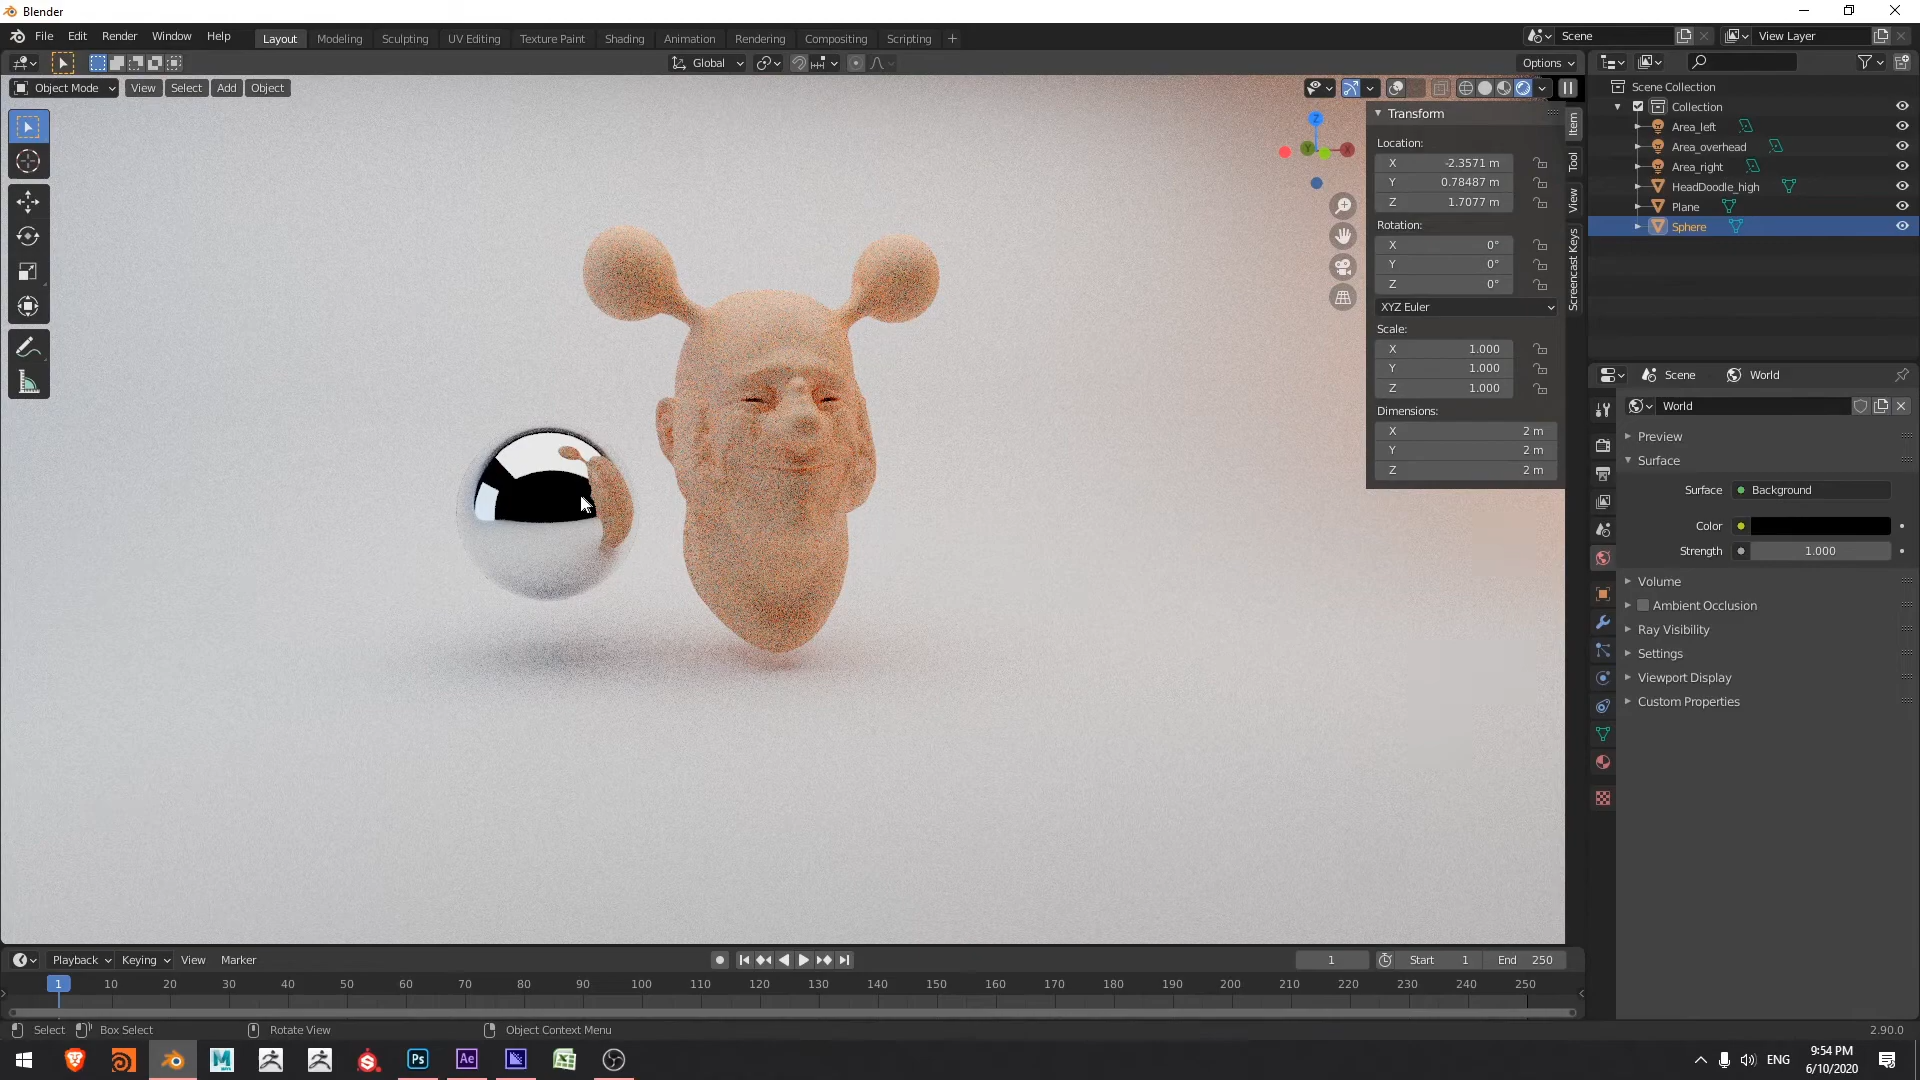 Blender
File Edit Render Window Help
Layout Modeling Sculpting UV Editing Texture Paint Shading Animation Rendering Compositing Scripting +
Scene View Layer
Global Options
Object Mode View Select Add Object
Transform
Location:
X -2.3571 m
Y 0.78487 m
Z 1.7077 m
Rotation:
X 0°
Y 0°
Z 0°
XYZ Euler
Scale:
X 1.000
Y 1.000
Z 1.000
Dimensions:
X 2 m
Y 2 m
Z 2 m
Item
Tool
View
Screencast Keys
Z
Y
X
Scene Collection
Collection
Area_left
Area_overhead
Area_right
HeadDoodle_high
Plane
Sphere
Scene World
World
Preview
Surface
Surface Background
Color
Strength 1.000
Volume
Ambient Occlusion
Ray Visibility
Settings
Viewport Display
Custom Properties
Playback Keying View Marker
1 Start 1 End 250
1 10 20 30 40 50 60 70 80 90 100 110 120 130 140 150 160 170 180 190 200 210 220 230 240 250
Select Box Select Rotate View Object Context Menu 2.90.0
M Ps Ae ENG
9:54 PM
6/10/2020